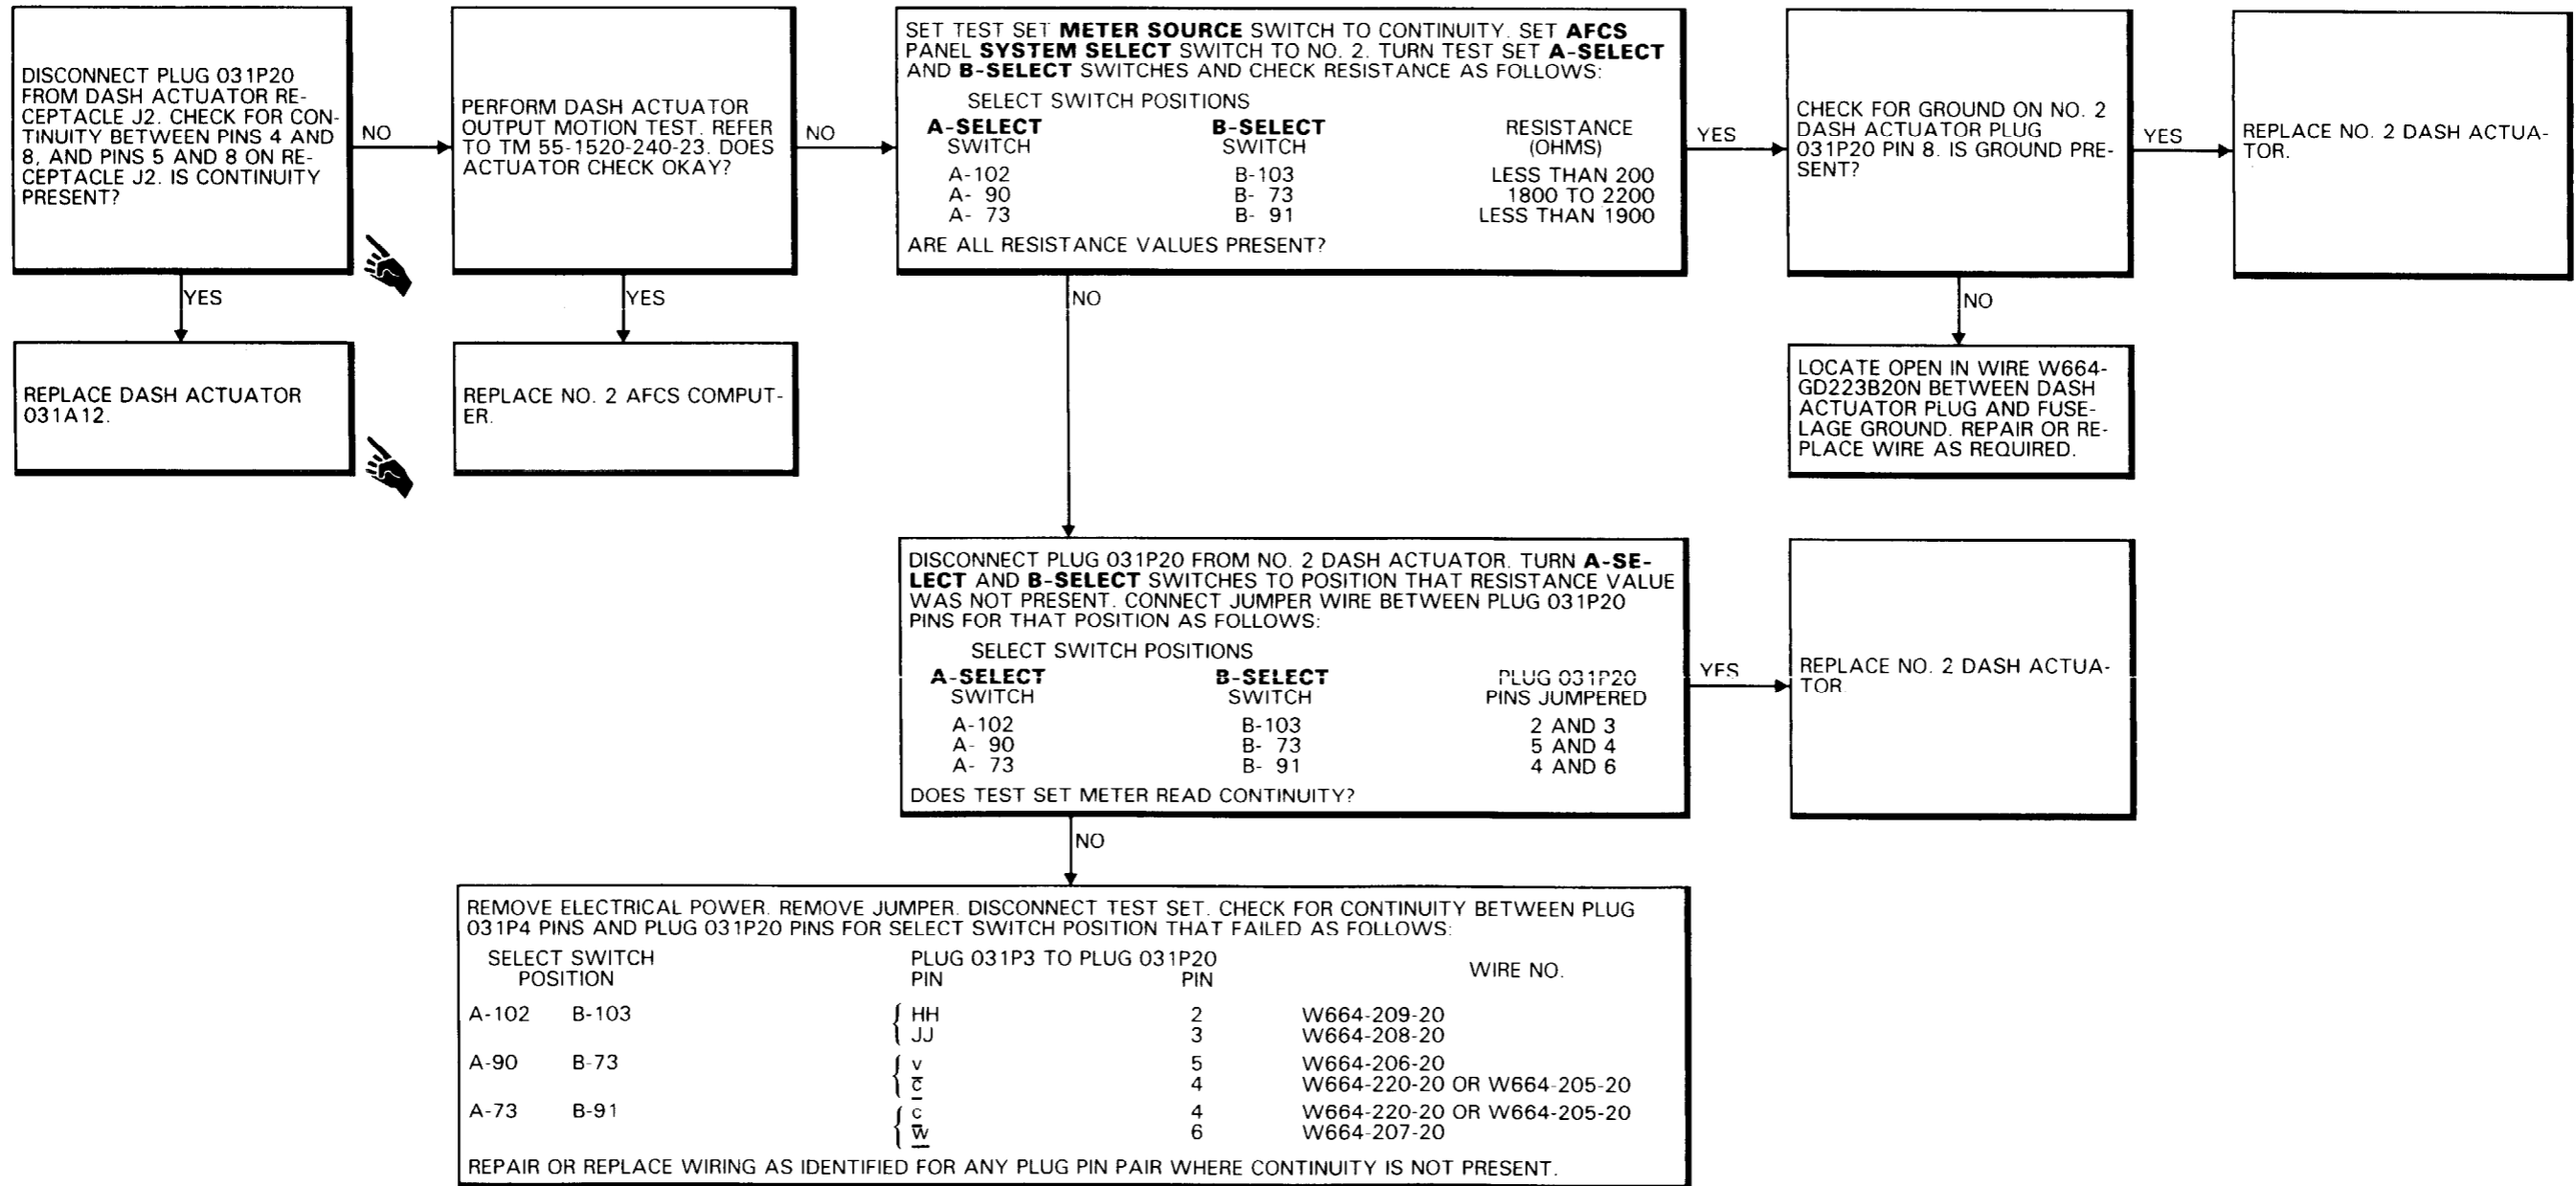 DISCONNECT PLUG 031P20
FROM DASH ACTUATOR RE-
CEPTACLE J2. CHECK FOR CON-
TINUITY BETWEEN PINS 4 AND
8, AND PINS 5 AND 8 ON RE-
CEPTACLE J2. IS CONTINUITY
PRESENT?
NO
YES
REPLACE DASH ACTUATOR
031A12.
PERFORM DASH ACTUATOR
OUTPUT MOTION TEST. REFER
TO TM 55-1520-240-23. DOES
ACTUATOR CHECK OKAY?
NO
YES
REPLACE NO. 2 AFCS COMPUT-
ER.
SET TEST SET METER SOURCE SWITCH TO CONTINUITY. SET AFCS
PANEL SYSTEM SELECT SWITCH TO NO. 2. TURN TEST SET A-SELECT
AND B-SELECT SWITCHES AND CHECK RESISTANCE AS FOLLOWS:
SELECT SWITCH POSITIONS
A-SELECT B-SELECT RESISTANCE
SWITCH SWITCH (OHMS)
A-102 B-103 LESS THAN 200
A- 90 B- 73 1800 TO 2200
A- 73 B- 91 LESS THAN 1900
ARE ALL RESISTANCE VALUES PRESENT?
YES
NO
CHECK FOR GROUND ON NO. 2
DASH ACTUATOR PLUG
031P20 PIN 8. IS GROUND PRE-
SENT?
YES
NO
REPLACE NO. 2 DASH ACTUA-
TOR.
LOCATE OPEN IN WIRE W664-
GD223B20N BETWEEN DASH
ACTUATOR PLUG AND FUSE-
LAGE GROUND. REPAIR OR RE-
PLACE WIRE AS REQUIRED.
DISCONNECT PLUG 031P20 FROM NO. 2 DASH ACTUATOR. TURN A-SE-
LECT AND B-SELECT SWITCHES TO POSITION THAT RESISTANCE VALUE
WAS NOT PRESENT. CONNECT JUMPER WIRE BETWEEN PLUG 031P20
PINS FOR THAT POSITION AS FOLLOWS:
SELECT SWITCH POSITIONS
A-SELECT B-SELECT PLUG 031P20
SWITCH SWITCH PINS JUMPERED
A-102 B-103 2 AND 3
A- 90 B- 73 5 AND 4
A- 73 B- 91 4 AND 6
DOES TEST SET METER READ CONTINUITY?
YES
NO
REPLACE NO. 2 DASH ACTUA-
TOR.
REMOVE ELECTRICAL POWER. REMOVE JUMPER. DISCONNECT TEST SET. CHECK FOR CONTINUITY BETWEEN PLUG
031P4 PINS AND PLUG 031P20 PINS FOR SELECT SWITCH POSITION THAT FAILED AS FOLLOWS:
SELECT SWITCH PLUG 031P3 TO PLUG 031P20 WIRE NO.
POSITION PIN PIN
A-102 B-103 HH 2 W664-209-20
JJ 3 W664-208-20
A-90 B-73 v 5 W664-206-20
c 4 W664-220-20 OR W664-205-20
A-73 B-91 c 4 W664-220-20 OR W664-205-20
w 6 W664-207-20
REPAIR OR REPLACE WIRING AS IDENTIFIED FOR ANY PLUG PIN PAIR WHERE CONTINUITY IS NOT PRESENT.